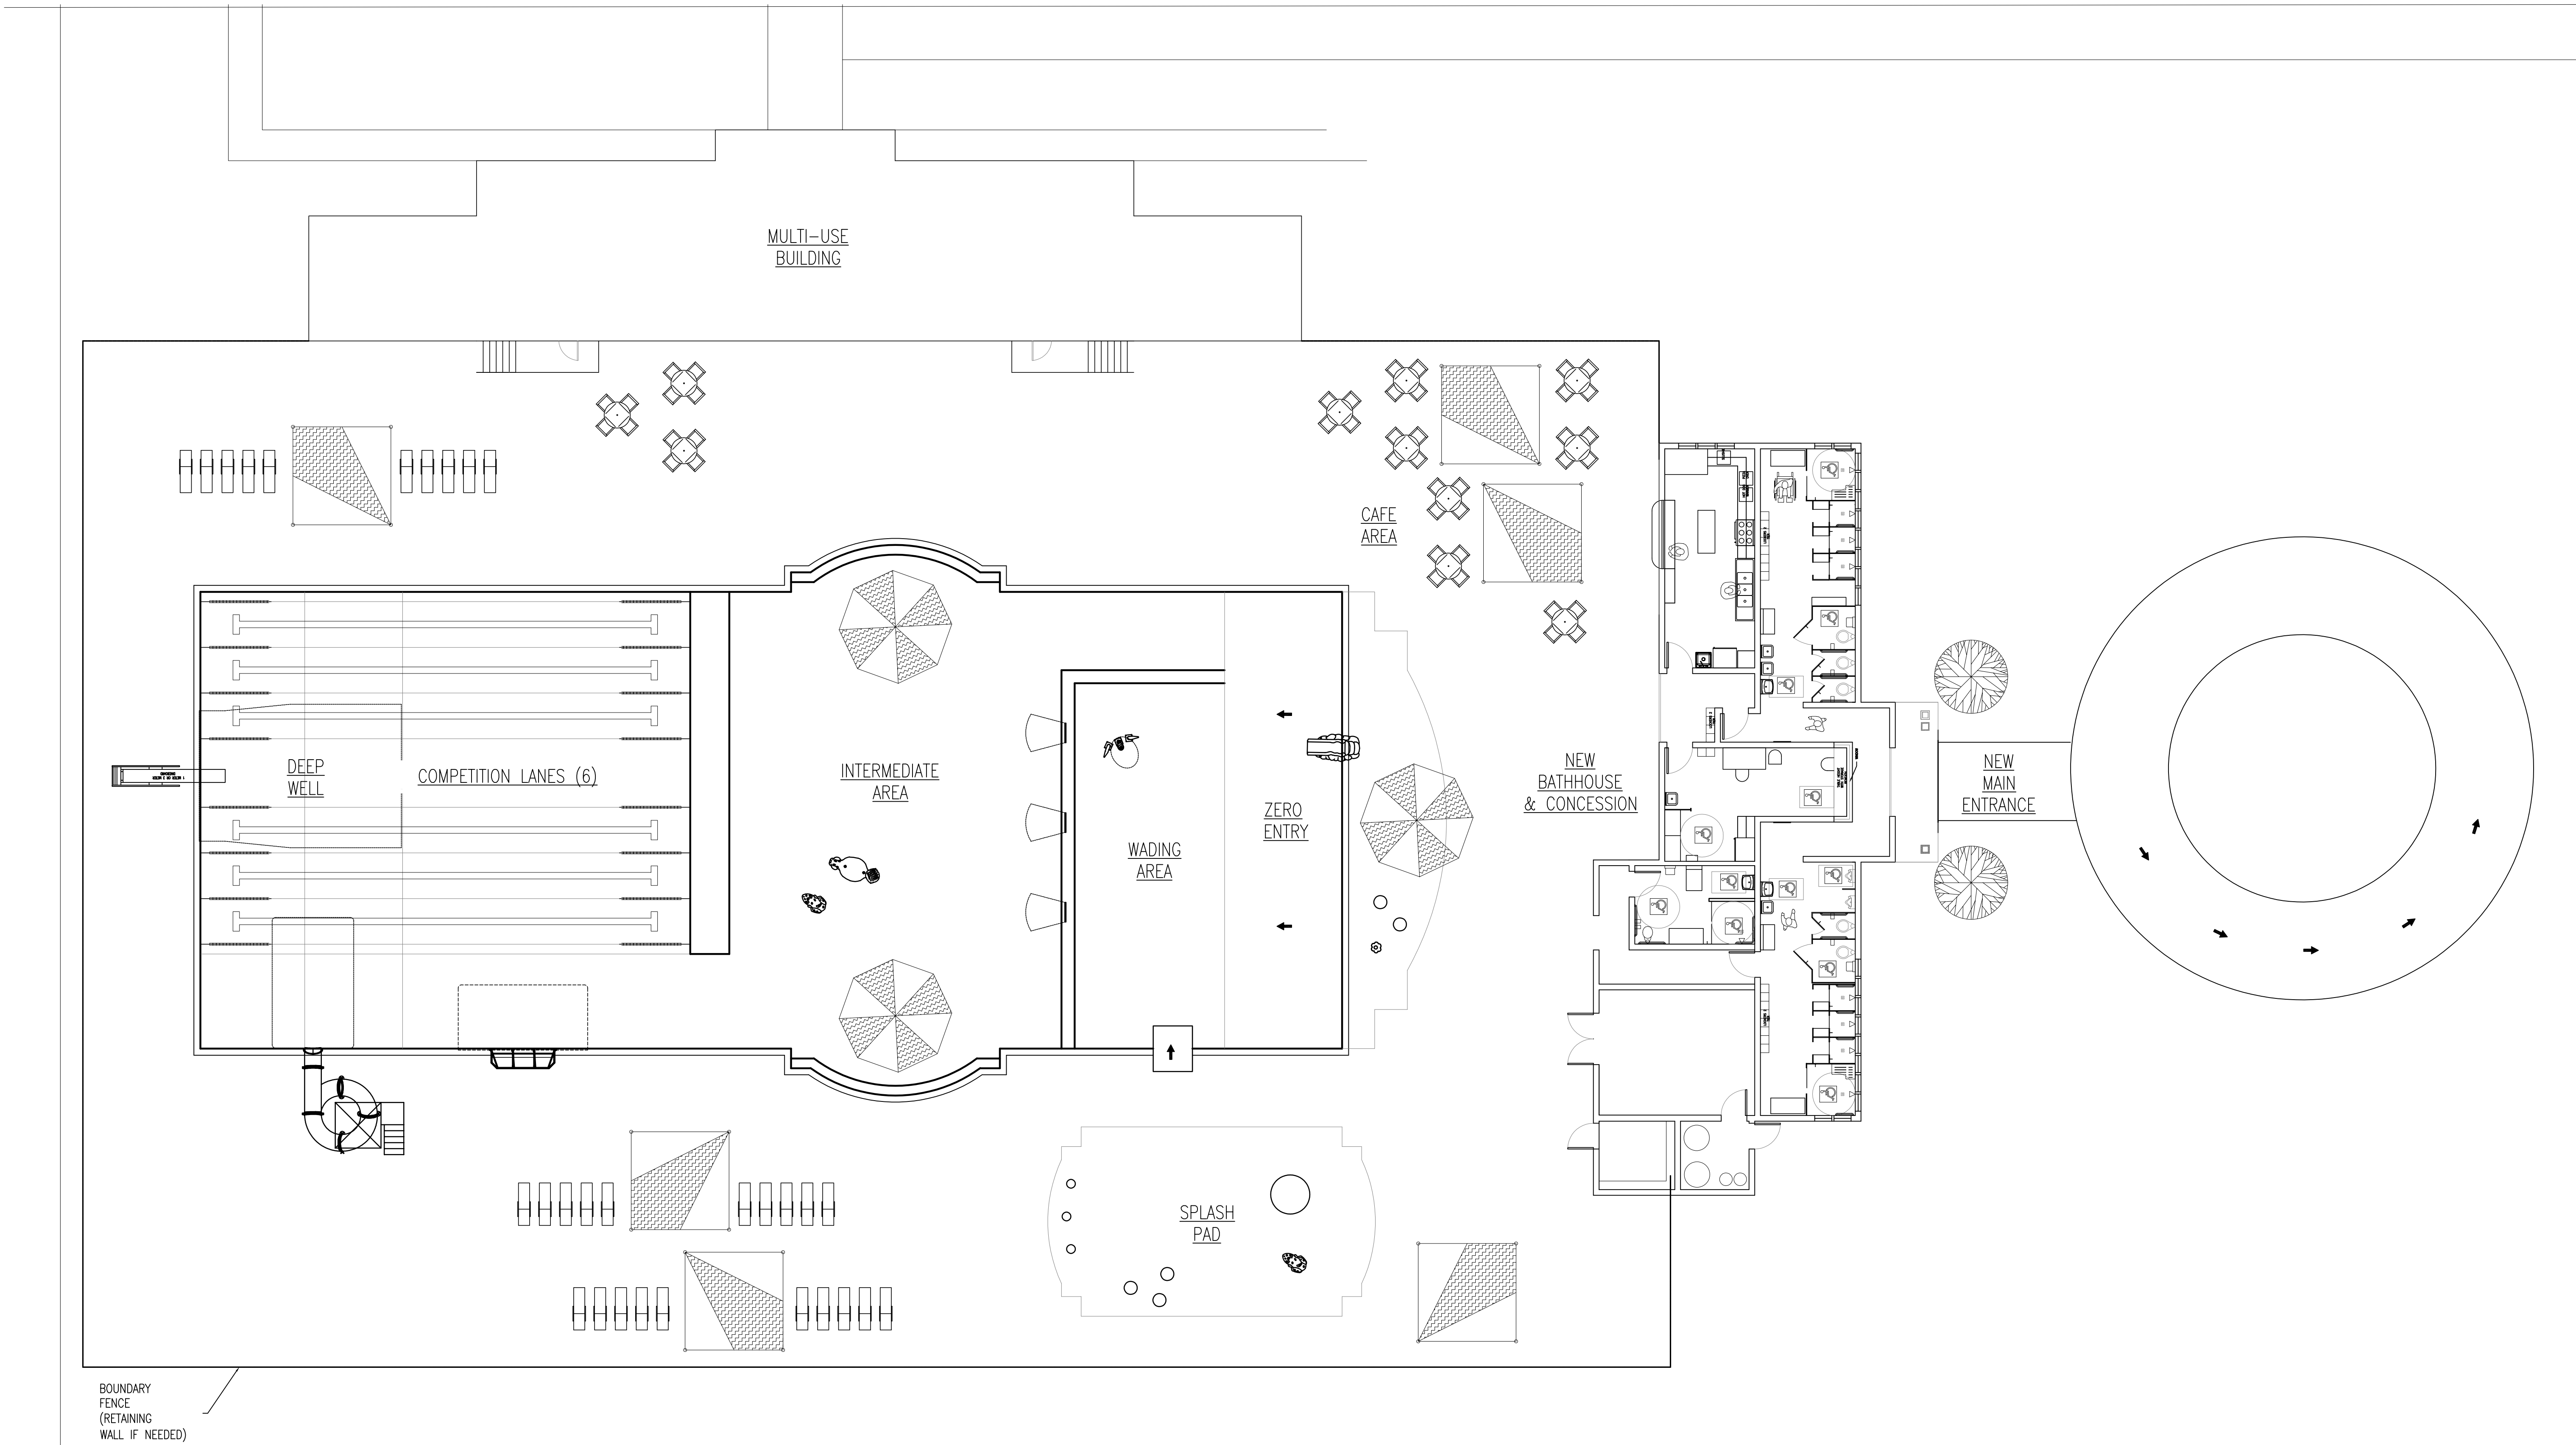 MULTI-USE
BUILDING
CAFE
AREA
DEEP
WELL
COMPETITION LANES (6)
INTERMEDIATE
AREA
ZERO
ENTRY
WADING
AREA
NEW
BATHHOUSE
& CONCESSION
NEW
MAIN
ENTRANCE
SPLASH
PAD
BOUNDARY
FENCE
(RETAINING
WALL IF NEEDED)